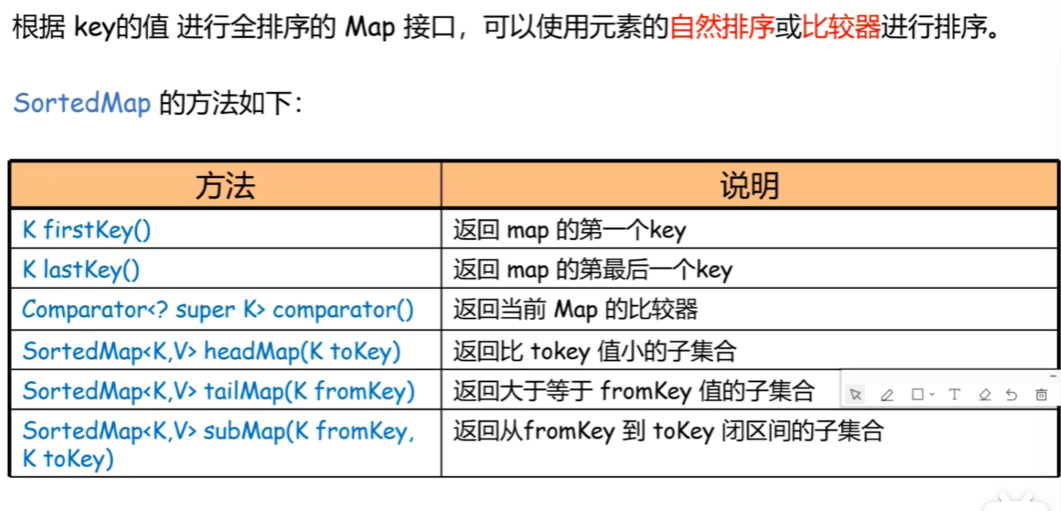 根据 key的值 进行全排序的 Map 接口，可以使用元素的自然排序或比较器进行排序。
SortedMap 的方法如下：
方法 说明
K firstKey() 返回 map 的第一个key
K lastKey() 返回 map 的第最后一个key
Comparator<? super K> comparator() 返回当前 Map 的比较器
SortedMap<K,V> headMap(K toKey) 返回比 tokey 值小的子集合
SortedMap<K,V> tailMap(K fromKey) 返回大于等于 fromKey 值的子集合
SortedMap<K,V> subMap(K fromKey, 返回从fromKey 到 toKey 闭区间的子集合
K toKey)